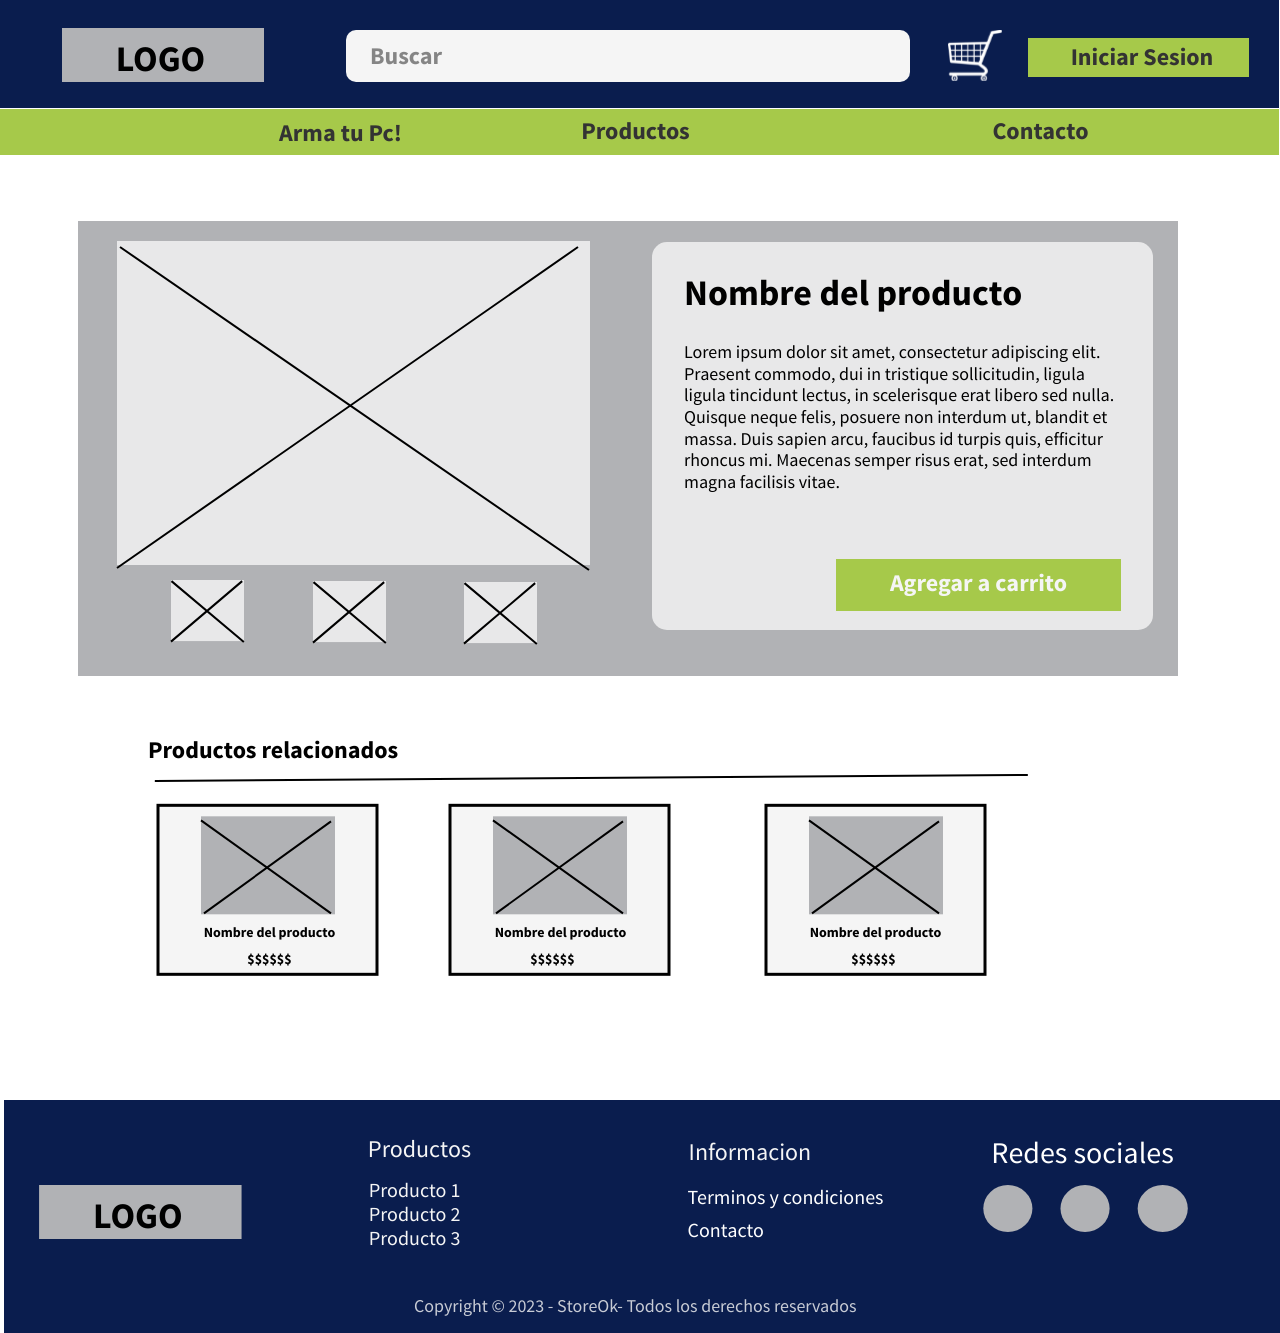 LOGO
Buscar
Iniciar Sesion
Arma tu Pc!
Productos
Contacto
Nombre del producto
Lorem ipsum dolor sit amet, consectetur adipiscing elit.
Praesent commodo, dui in tristique sollicitudin, ligula
ligula tincidunt lectus, in scelerisque erat libero sed nulla.
Quisque neque felis, posuere non interdum ut, blandit et
massa. Duis sapien arcu, faucibus id turpis quis, efficitur
rhoncus mi. Maecenas semper risus erat, sed interdum
magna facilisis vitae.
Agregar a carrito
Productos relacionados
Nombre del producto
$$$$$$
Nombre del producto
$$$$$$
Nombre del producto
$$$$$$
LOGO
Productos
Producto 1
Producto 2
Producto 3
Informacion
Terminos y condiciones
Contacto
Redes sociales
Copyright © 2023 - StoreOk- Todos los derechos reservados